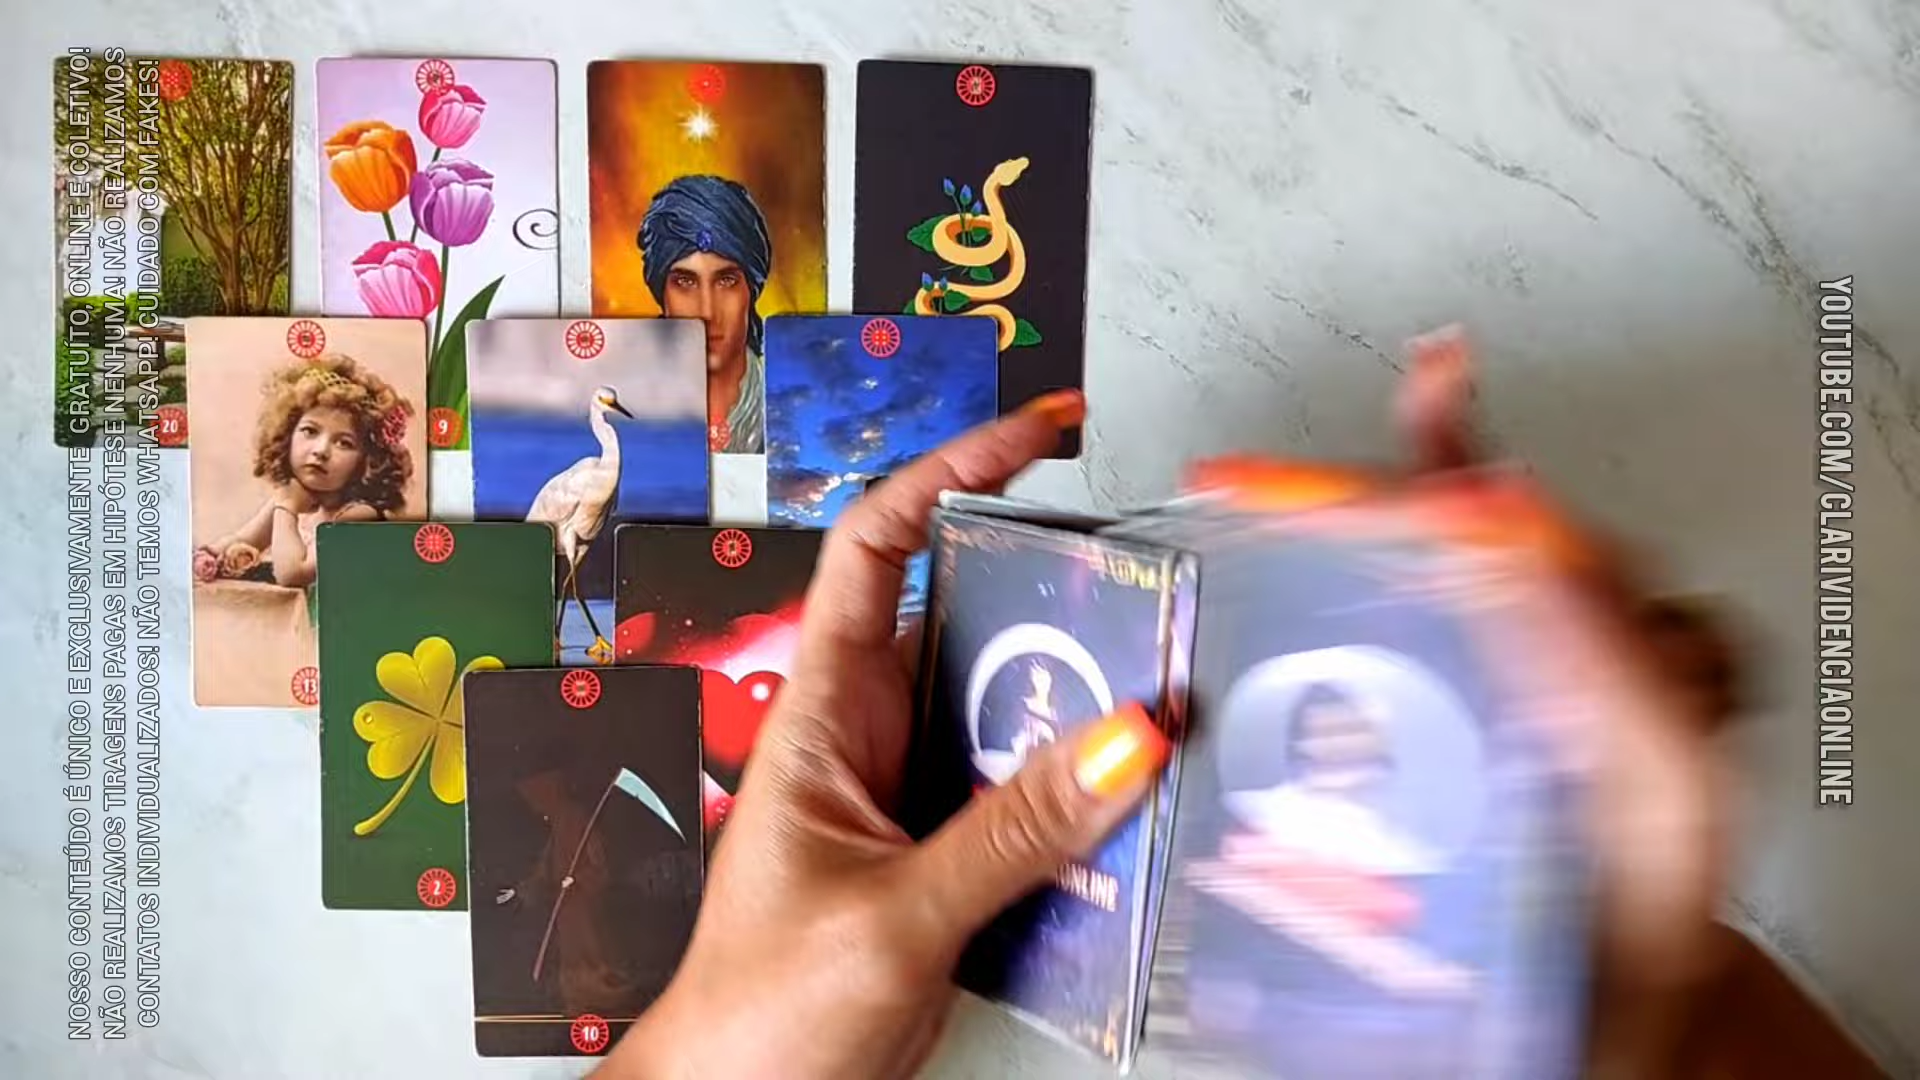 NOSSO CONTEÚDO É ÚNICO E EXCLUSIVAMENTE GRATUÍTO, ONLINE E COLETIVO!
NÃO REALIZAMOS TIRAGENS PAGAS EM HIPÓTESE NENHUMA! NÃO REALIZAMOS
CONTATOS INDIVIDUALIZADOS! NÃO TEMOS WHATSAPP! CUIDADO COM FAKES!
20
9
8
13
2
10
ONLINE
YOUTUBE.COM/CLARIVIDENCIAONLINE